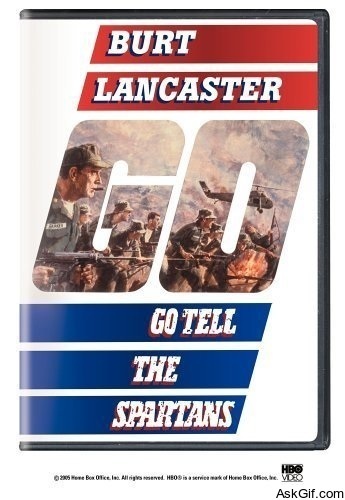 BURT
LANCASTER
GO
GO TELL
THE
SPARTANS
©2005 Home Box Office, Inc. All rights reserved. HBO® is a service mark of Home Box Office, Inc.
HBO
VIDEO
AskGif.com